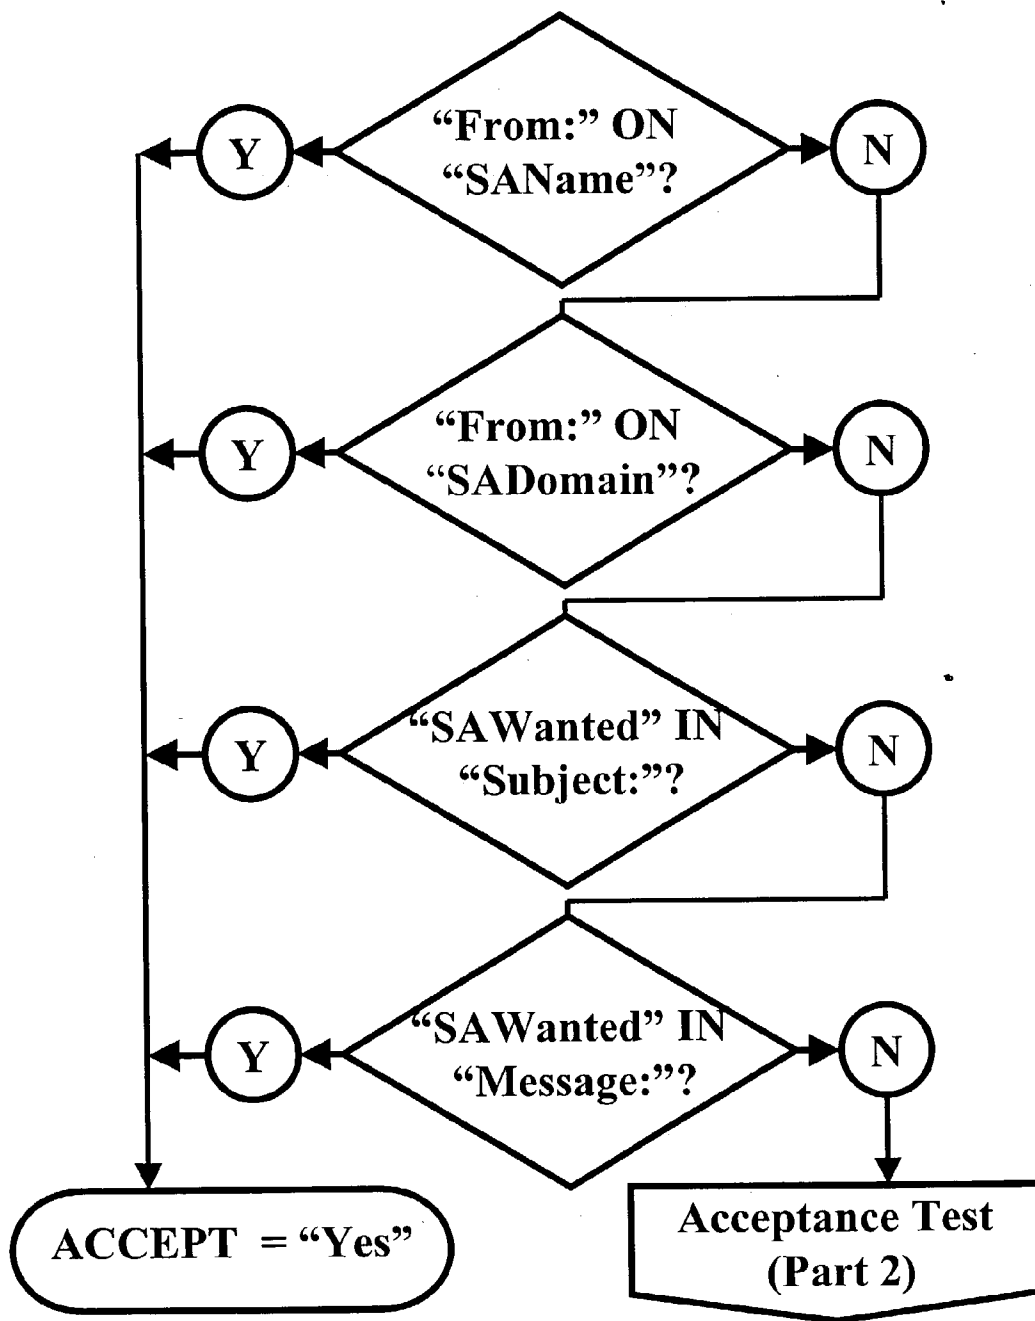 “From:” ON
“SAName”?
Y
N
“From:” ON
“SADomain”?
Y
N
“SAWanted” IN
“Subject:”?
Y
N
“SAWanted” IN
“Message:”?
Y
N
ACCEPT = “Yes”
Acceptance Test
(Part 2)